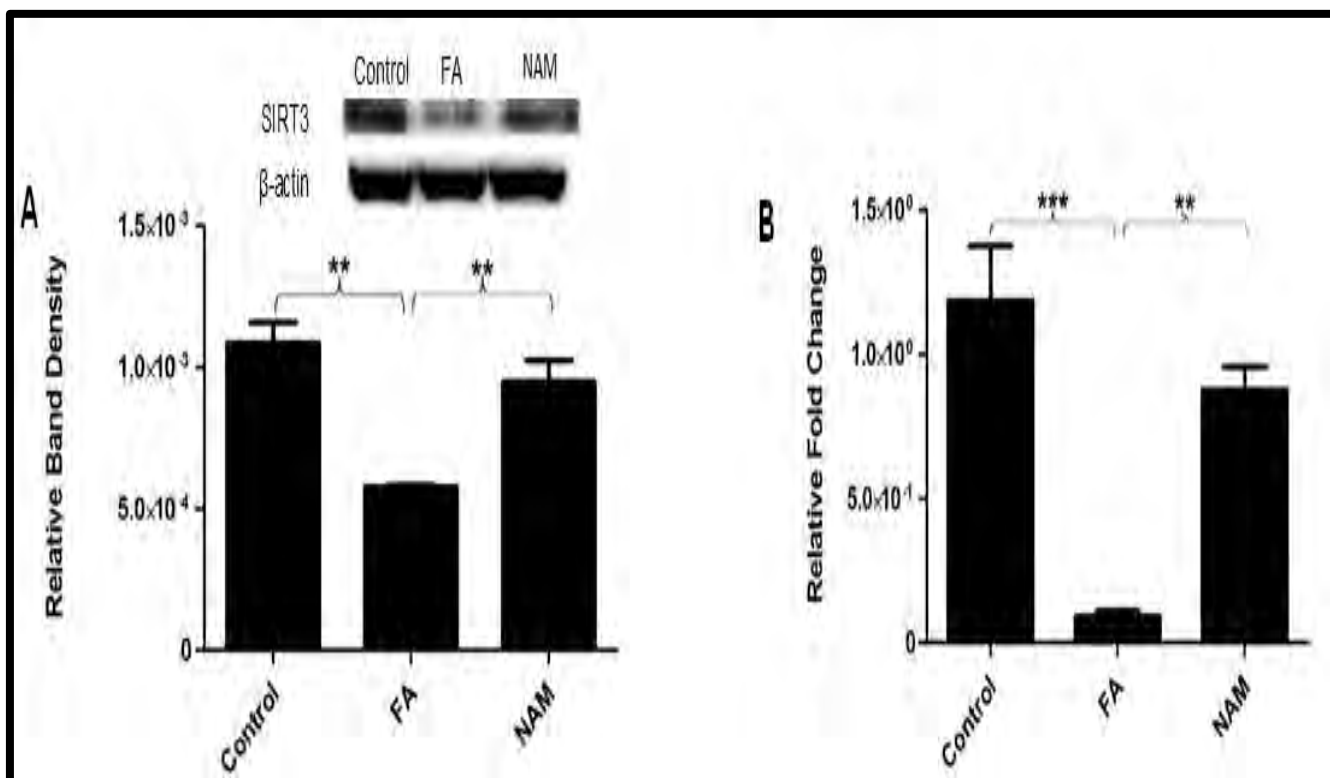 Control FA NAM
SIRT3
β-actin
A
1.5×10⁻³
** **
1.0×10⁻³
5.0×10⁻⁴
0
Relative Band Density
Control FA NAM
B
1.5×10⁰
*** **
1.0×10⁰
5.0×10⁻¹
0
Relative Fold Change
Control FA NAM